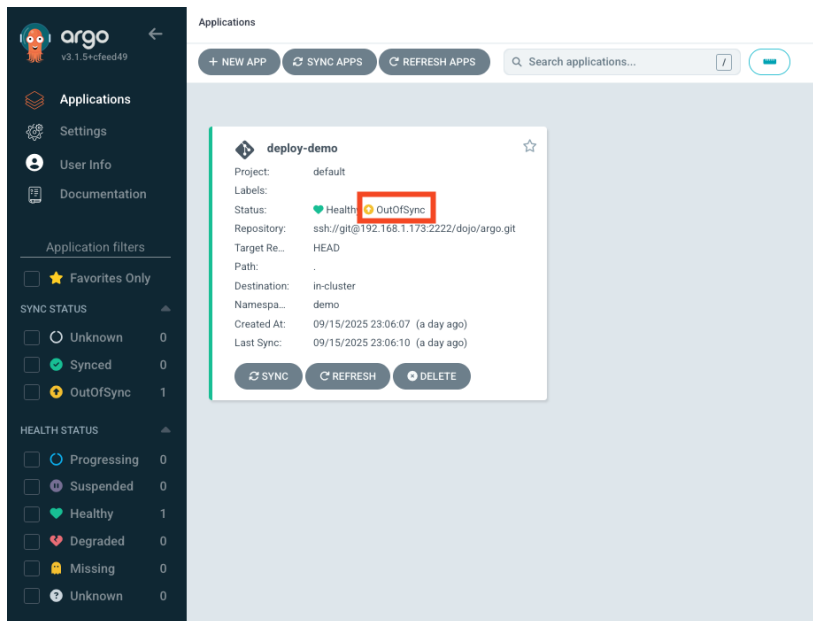 argo
v3.1.5+cfeed49
Applications
Settings
User Info
Documentation
Application filters
Favorites Only
SYNC STATUS
Unknown 0
Synced 0
OutOfSync 1
HEALTH STATUS
Progressing 0
Suspended 0
Healthy 1
Degraded 0
Missing 0
Unknown 0
Applications
+ NEW APP SYNC APPS REFRESH APPS Search applications... /
deploy-demo
Project: default
Labels:
Status: Healthy OutOfSync
Repository: ssh://git@192.168.1.173:2222/dojo/argo.git
Target Re... HEAD
Path: .
Destination: in-cluster
Namespa... demo
Created At: 09/15/2025 23:06:07 (a day ago)
Last Sync: 09/15/2025 23:06:10 (a day ago)
SYNC REFRESH DELETE